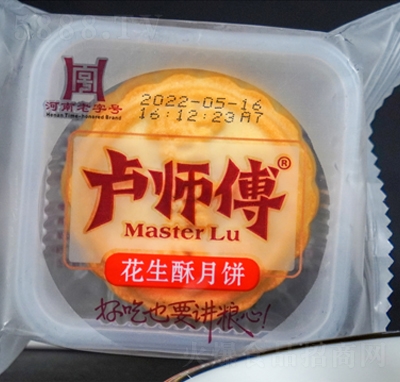 河南老字号
Henan Time-honored Brand
2022-05-16
16:12:23A7
卢师傅®
Master Lu
花生酥月饼
好吃也要讲粮心!